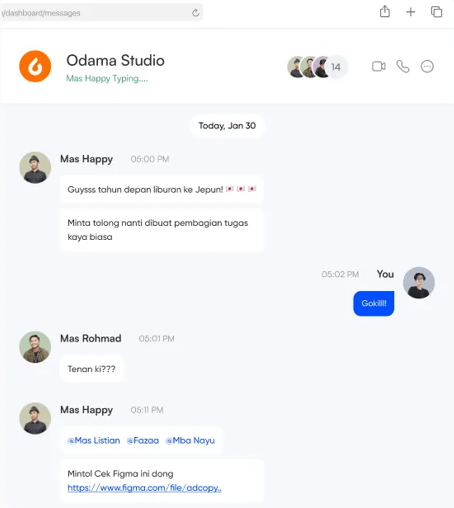 /dashboard/messages
Odama Studio
Mas Happy Typing....
14
Today, Jan 30
Mas Happy 05:00 PM
Guysss tahun depan liburan ke Jepun! 🇯🇵 🇯🇵 🇯🇵
Minta tolong nanti dibuat pembagian tugas
kaya biasa
05:02 PM You
Gokilll!
Mas Rohmad 05:01 PM
Tenan ki???
Mas Happy 05:11 PM
@Mas Listian @Fazaa @Mba Nayu
Mintol Cek Figma ini dong
https://www.figma.com/file/adcopy..